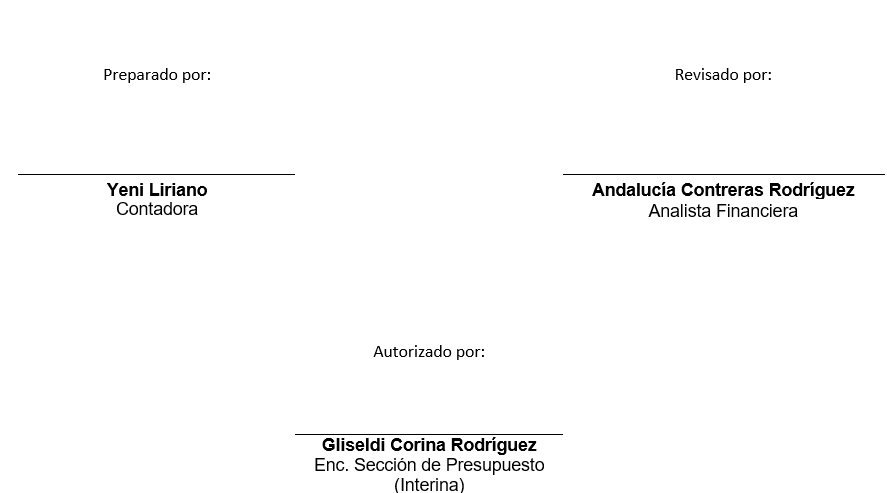 Preparado por:
Revisado por:
Yeni Liriano
Contadora
Andalucía Contreras Rodríguez
Analista Financiera
Autorizado por:
Gliseldi Corina Rodríguez
Enc. Sección de Presupuesto
(Interina)